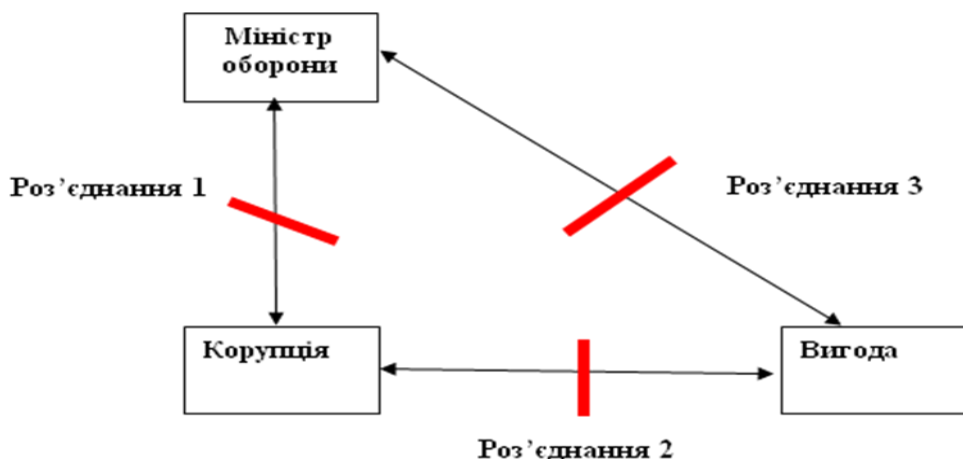 Міністр
оборони
Роз’єднання 1
Роз’єднання 3
Корупція
Вигода
Роз’єднання 2